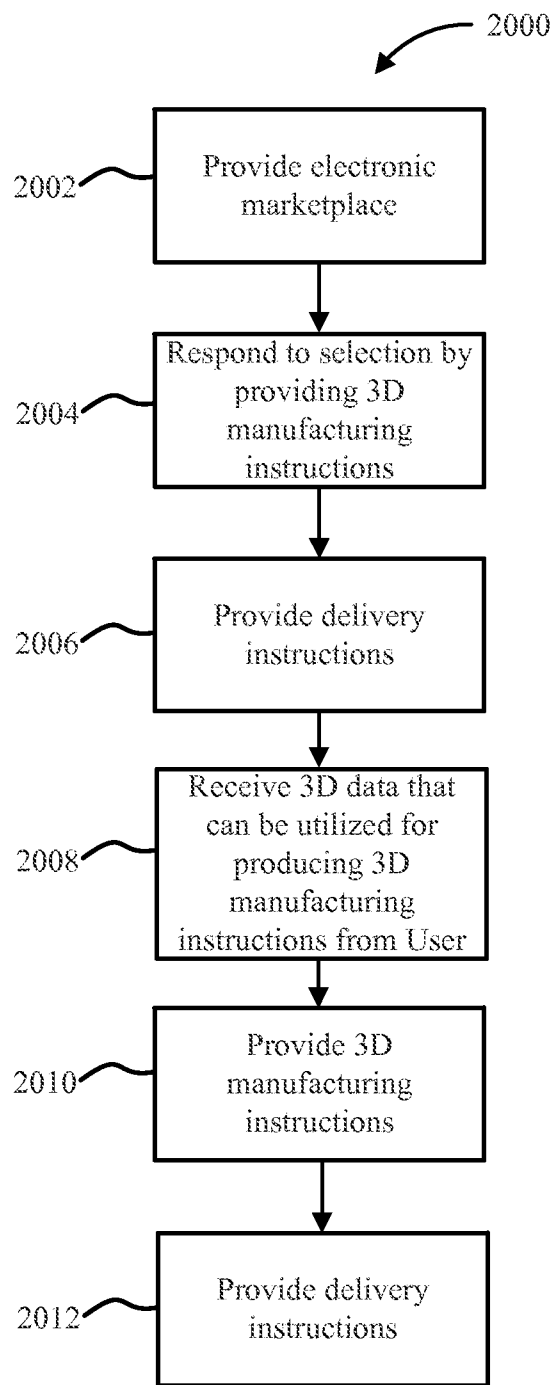 2000
2002
Provide electronic
marketplace
2004
Respond to selection by
providing 3D
manufacturing
instructions
2006
Provide delivery
instructions
2008
Receive 3D data that
can be utilized for
producing 3D
manufacturing
instructions from User
2010
Provide 3D
manufacturing
instructions
2012
Provide delivery
instructions